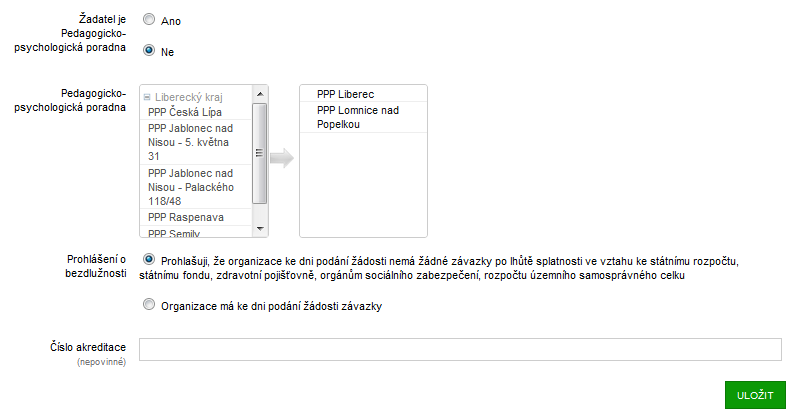 Žadatel je
Pedagogicko-
psychologická poradna
Ano
Ne
Pedagogicko-
psychologická poradna
Liberecký kraj
PPP Česká Lípa
PPP Jablonec nad
Nisou - 5. května
31
PPP Jablonec nad
Nisou - Palackého
118/48
PPP Raspenava
PPP Semily
PPP Liberec
PPP Lomnice nad
Popelkou
Prohlášení o
bezdlužnosti
Prohlašuji, že organizace ke dni podání žádosti nemá žádné závazky po lhůtě splatnosti ve vztahu ke státnímu rozpočtu,
státnímu fondu, zdravotní pojišťovně, orgánům sociálního zabezpečení, rozpočtu územního samosprávného celku
Organizace má ke dni podání žádosti závazky
Číslo akreditace
(nepovinné)
ULOŽIT